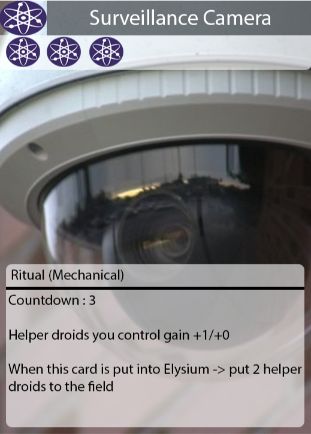 Surveillance Camera
Ritual (Mechanical)
Countdown : 3
Helper droids you control gain +1/+0
When this card is put into Elysium -> put 2 helper
droids to the field